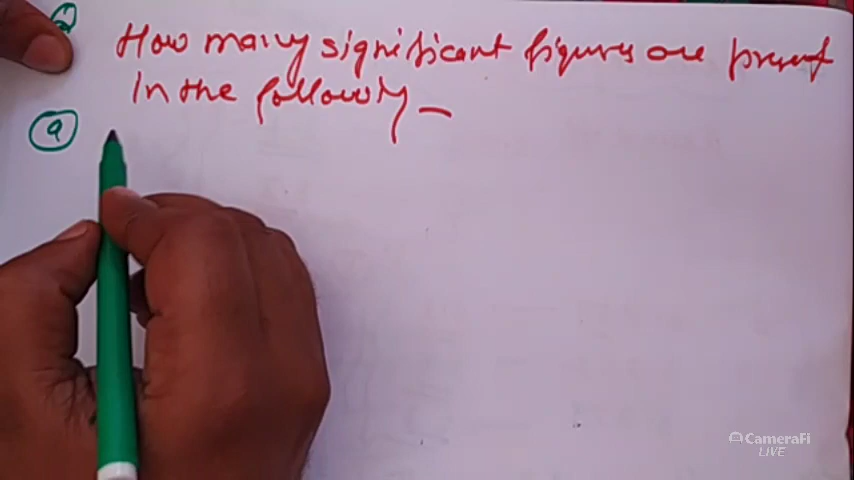 How many significant figures are present
in the following -
a
CameraFi
LIVE